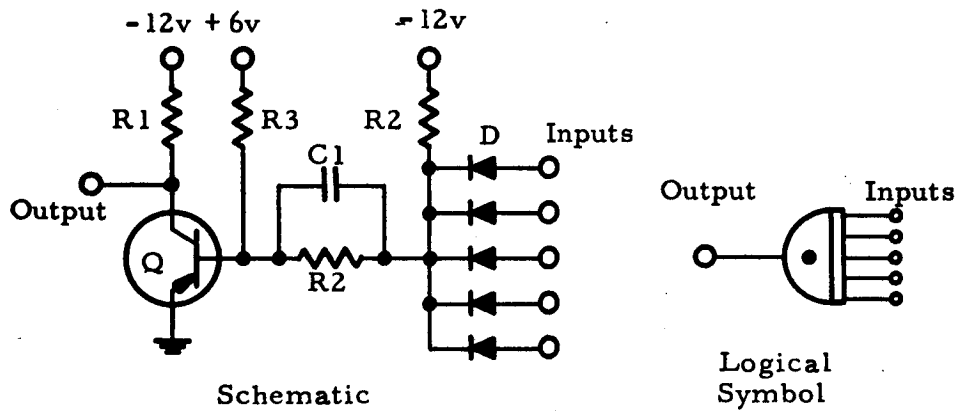 -12v + 6v
-12v
R1
R3
R2
D
Inputs
C1
Output
Q
R2
Schematic
Output
Inputs
Logical
Symbol